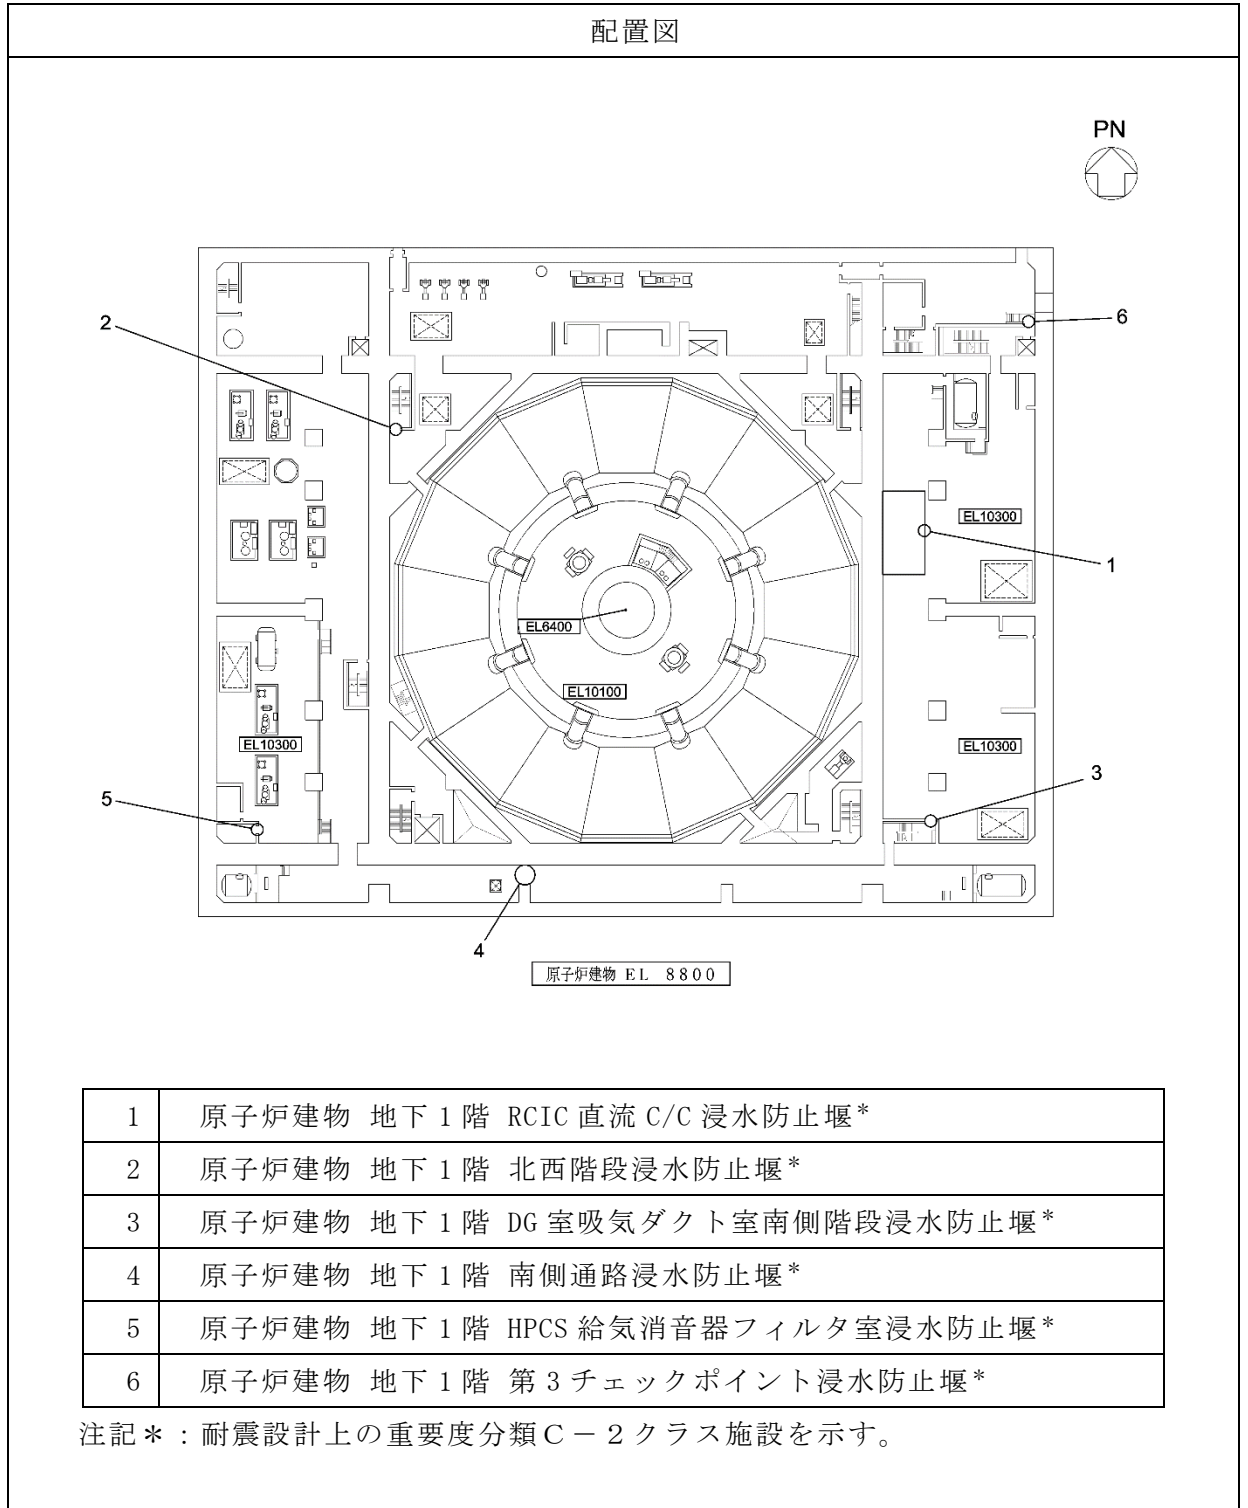 配置図
PN
2
6
EL10300
1
EL6400
EL10100
EL10300
EL10300
5
3
4
原子炉建物 EL 8800
1 原子炉建物 地下1階 RCIC直流C/C浸水防止堰*
2 原子炉建物 地下1階 北西階段浸水防止堰*
3 原子炉建物 地下1階 DG室吸気ダクト室南側階段浸水防止堰*
4 原子炉建物 地下1階 南側通路浸水防止堰*
5 原子炉建物 地下1階 HPCS給気消音器フィルタ室浸水防止堰*
6 原子炉建物 地下1階 第3チェックポイント浸水防止堰*
注記*:耐震設計上の重要度分類C-2クラス施設を示す。